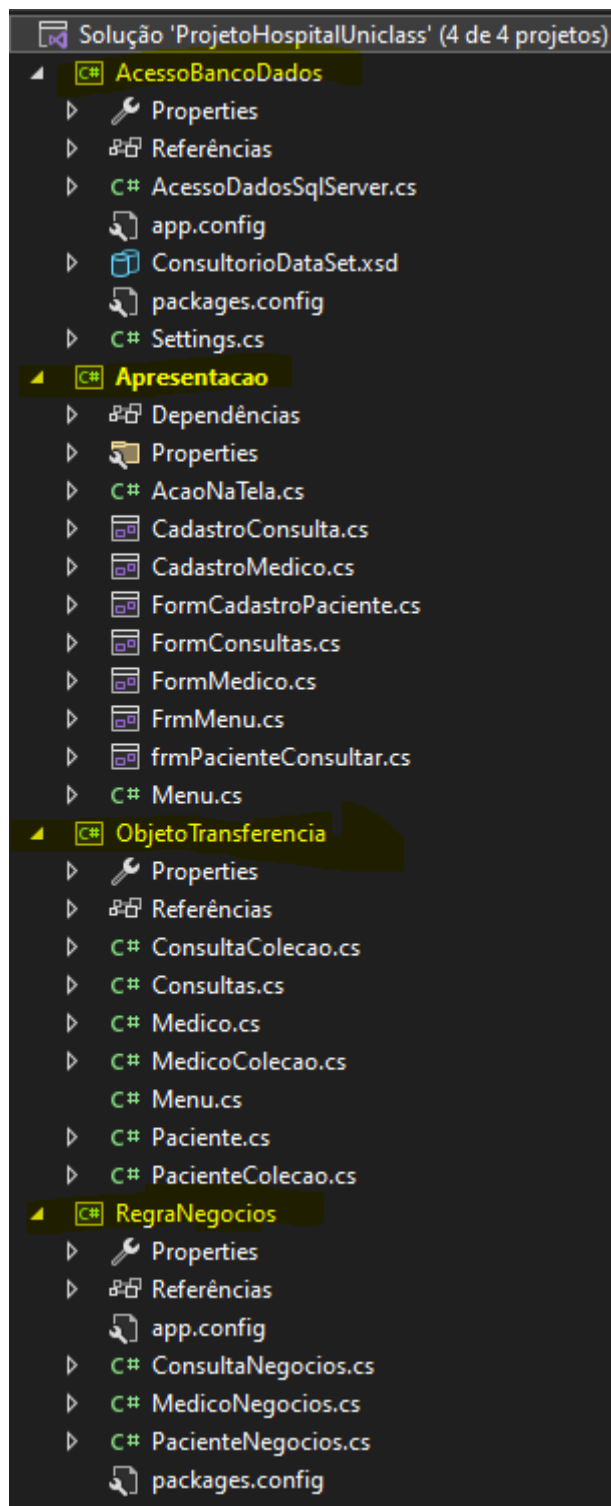 Solução 'ProjetoHospitalUniclass' (4 de 4 projetos)
C# AcessoBancoDados
Properties
Referências
C# AcessoDadosSqlServer.cs
app.config
ConsultorioDataSet.xsd
packages.config
C# Settings.cs
C# Apresentacao
Dependências
Properties
C# AcaoNaTela.cs
CadastroConsulta.cs
CadastroMedico.cs
FormCadastroPaciente.cs
FormConsultas.cs
FormMedico.cs
FrmMenu.cs
frmPacienteConsultar.cs
C# Menu.cs
C# ObjetoTransferencia
Properties
Referências
C# ConsultaColecao.cs
C# Consultas.cs
C# Medico.cs
C# MedicoColecao.cs
C# Menu.cs
C# Paciente.cs
C# PacienteColecao.cs
C# RegraNegocios
Properties
Referências
app.config
C# ConsultaNegocios.cs
C# MedicoNegocios.cs
C# PacienteNegocios.cs
packages.config